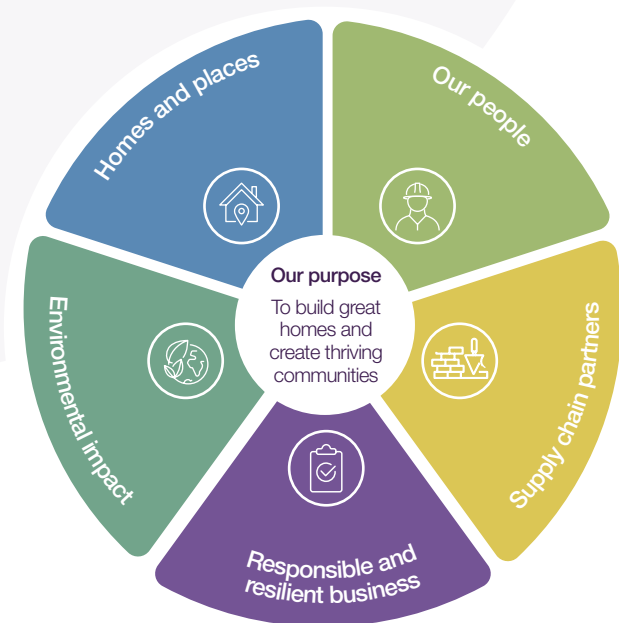 Homes and places
Our people
Our purpose
To build great
homes and
create thriving
communities
Environmental impact
Supply chain partners
Responsible and
resilient business